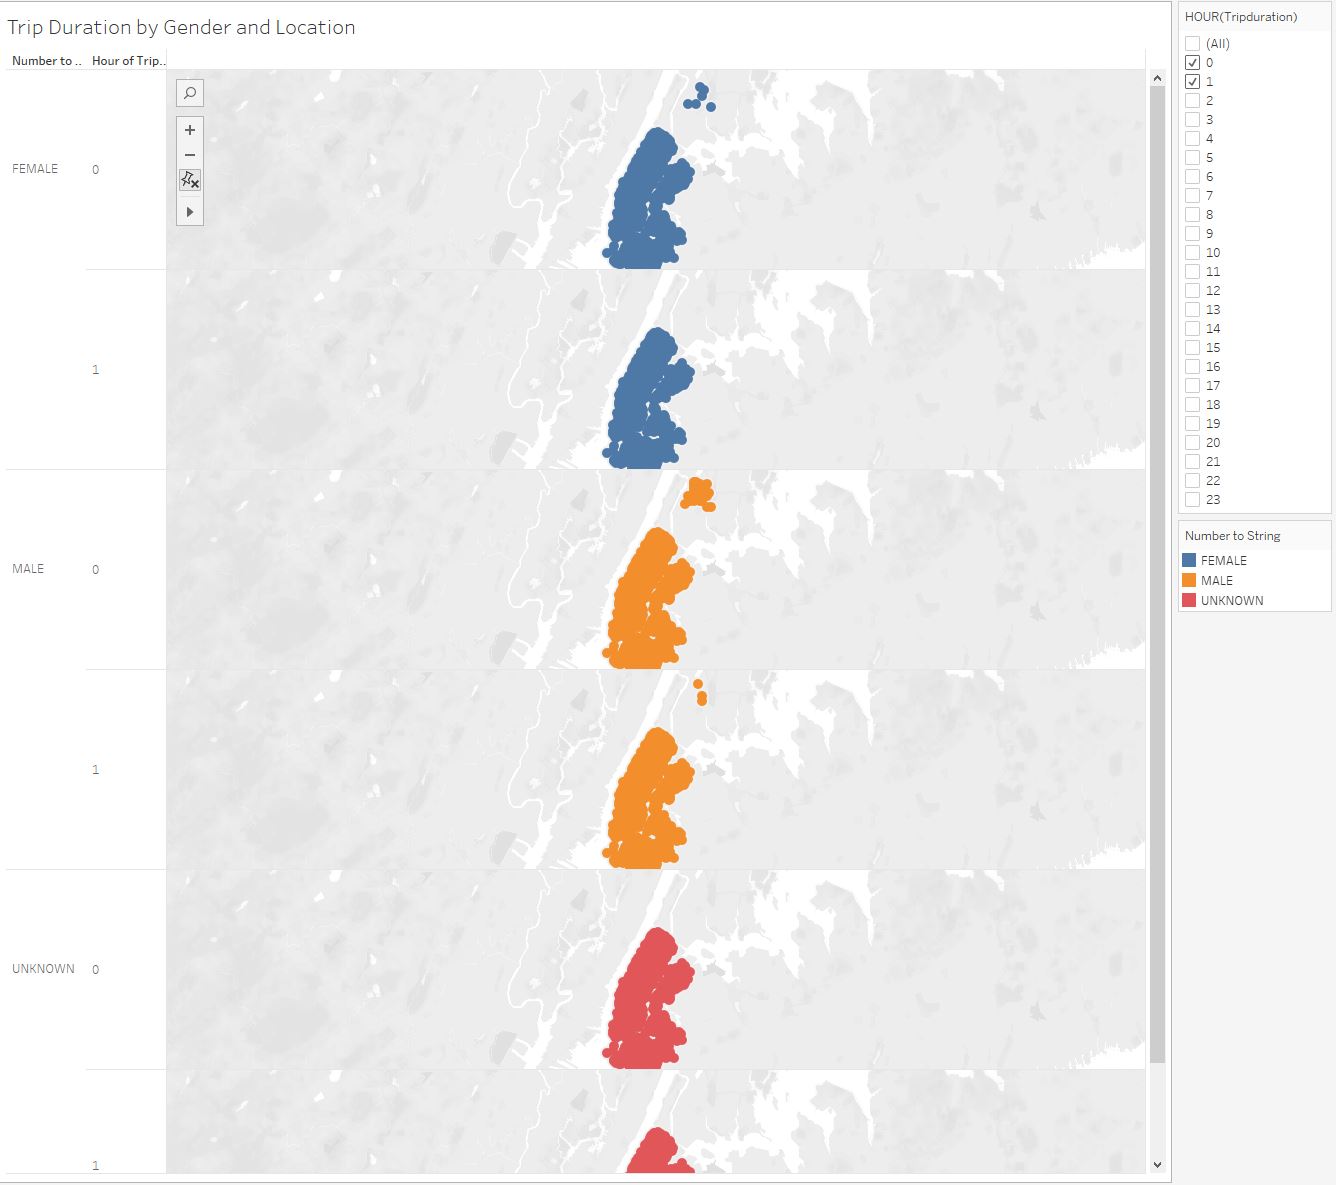 Trip Duration by Gender and Location
Number to .. Hour of Trip..
FEMALE 0
1
MALE 0
1
UNKNOWN 0
1
HOUR(Tripduration)
(All)
0
1
2
3
4
5
6
7
8
9
10
11
12
13
14
15
16
17
18
19
20
21
22
23
Number to String
FEMALE
MALE
UNKNOWN